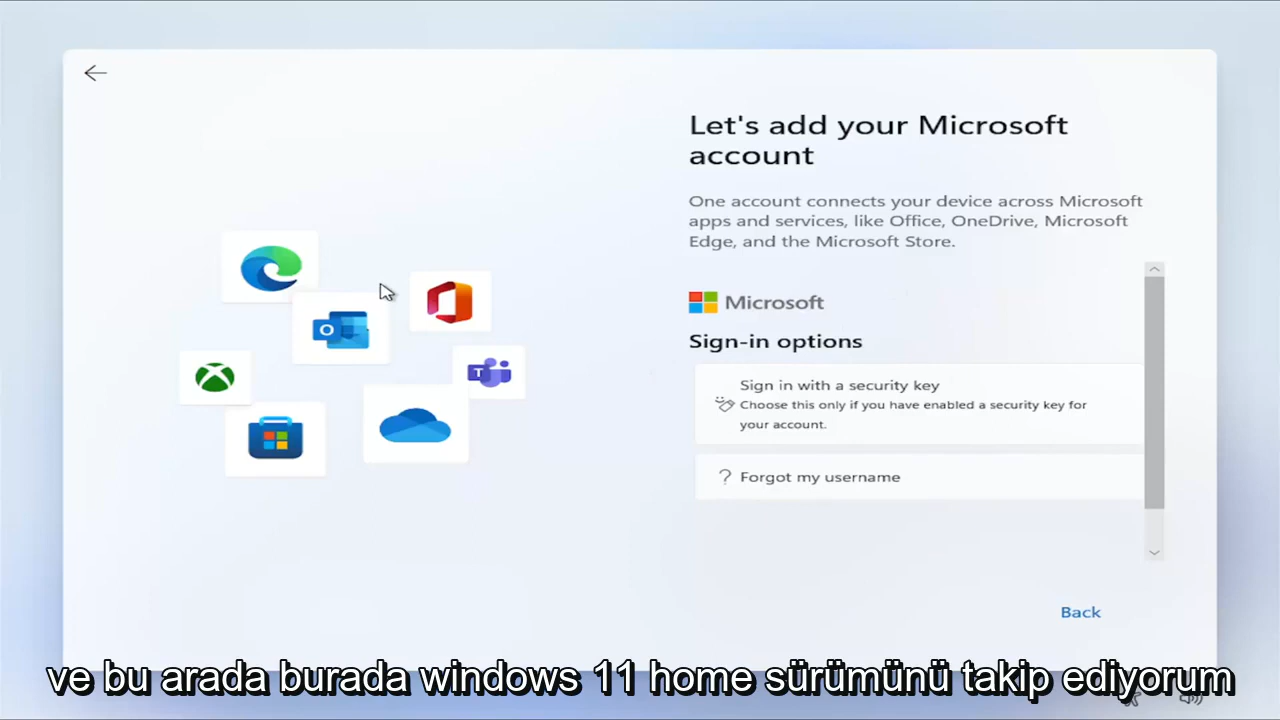 Let's add your Microsoft
account
One account connects your device across Microsoft
apps and services, like Office, OneDrive, Microsoft
Edge, and the Microsoft Store.
Microsoft
Sign-in options
Sign in with a security key
Choose this only if you have enabled a security key for
your account.
Forgot my username
Back
ve bu arada burada windows 11 home sürümünü takip ediyorum